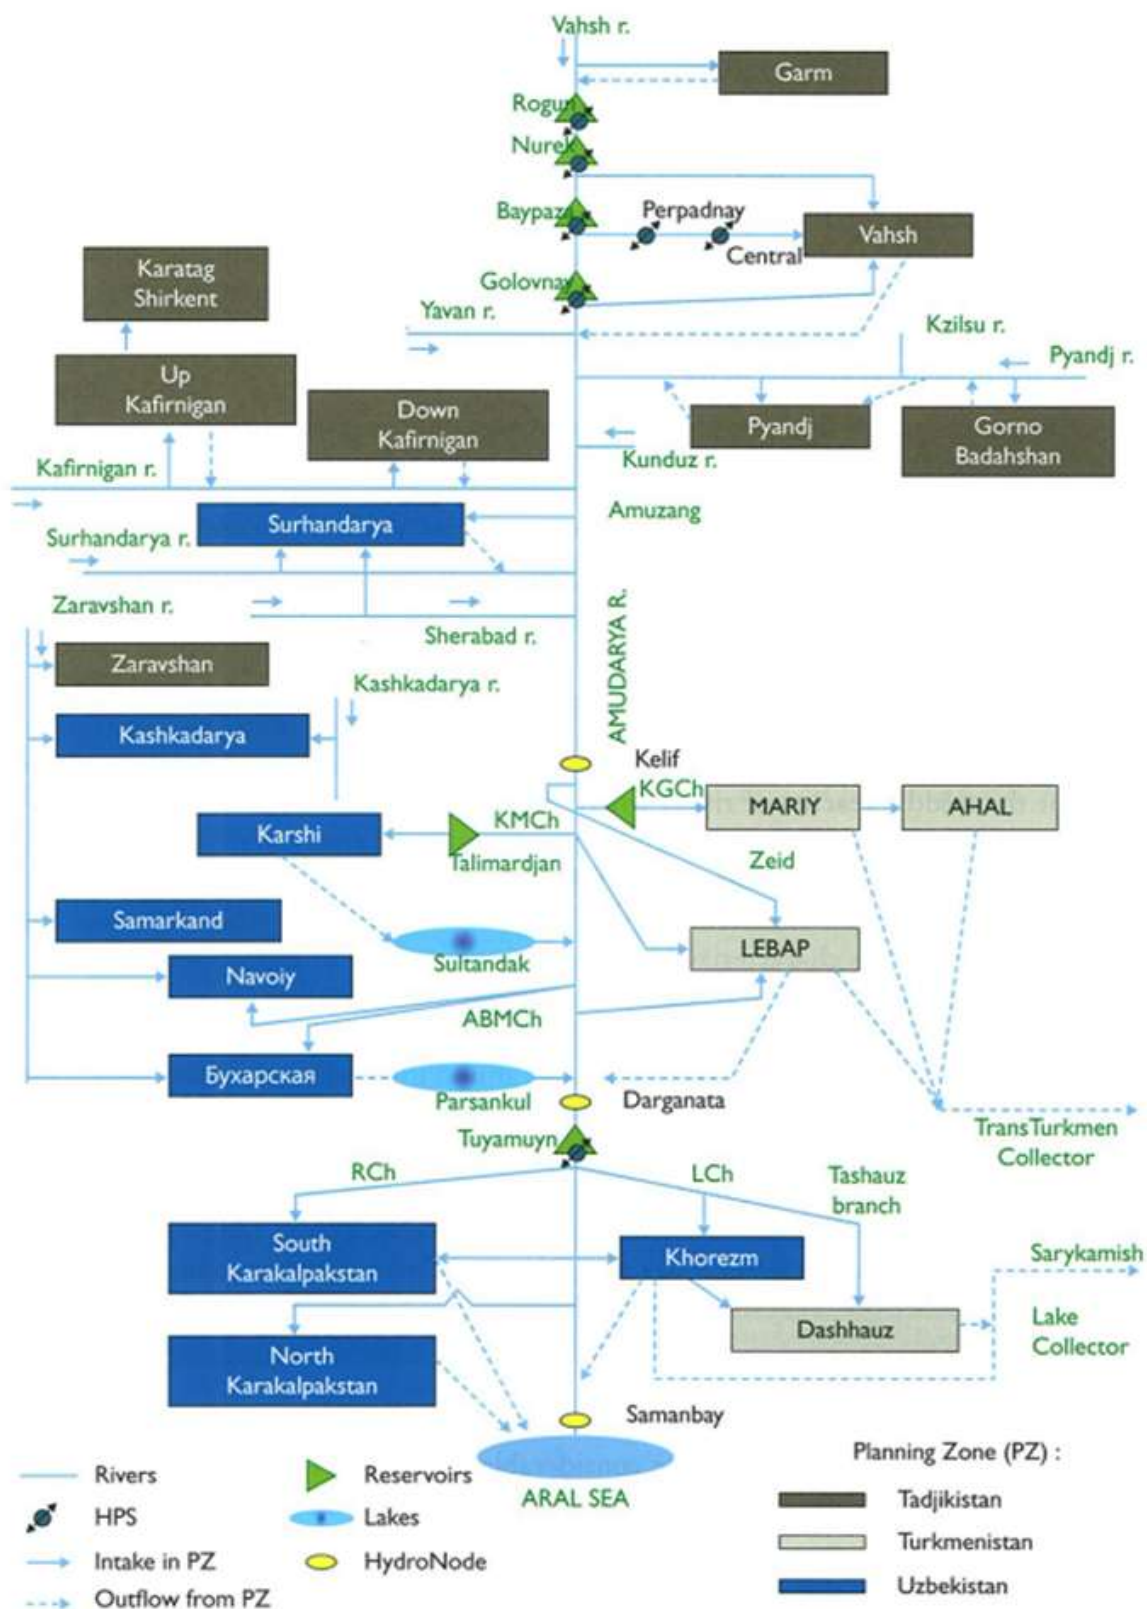 Vahsh r.
Garm
Rogun
Nurek
Baypaza
Perpadnay
Vahsh
Central
Karatag
Shirkent
Golovnay
Yavan r.
Kzilsu r.
Pyandj r.
Up
Kafirnigan
Down
Kafirnigan
Pyandj
Gorno
Badahshan
Kunduz r.
Kafirnigan r.
Amuzang
Surhandarya
Surhandarya r.
Zaravshan r.
Sherabad r.
AMUDARYA R.
Zaravshan
Kashkadarya r.
Kashkadarya
Kelif
KGCh
MARIY
AHAL
KMCh
Karshi
Talimardjan
Zeid
Samarkand
LEBAP
Sultandak
Navoiy
ABMCh
Бухарская
Parsankul
Darganata
TransTurkmen
Collector
Tuyamuyn
RCh
LCh
Tashauz
branch
South
Karakalpakstan
Khorezm
Sarykamish
Dashhauz
Lake
Collector
North
Karakalpakstan
Samanbay
ARAL SEA
Rivers
HPS
Intake in PZ
Outflow from PZ
Reservoirs
Lakes
HydroNode
Planning Zone (PZ) :
Tadjikistan
Turkmenistan
Uzbekistan